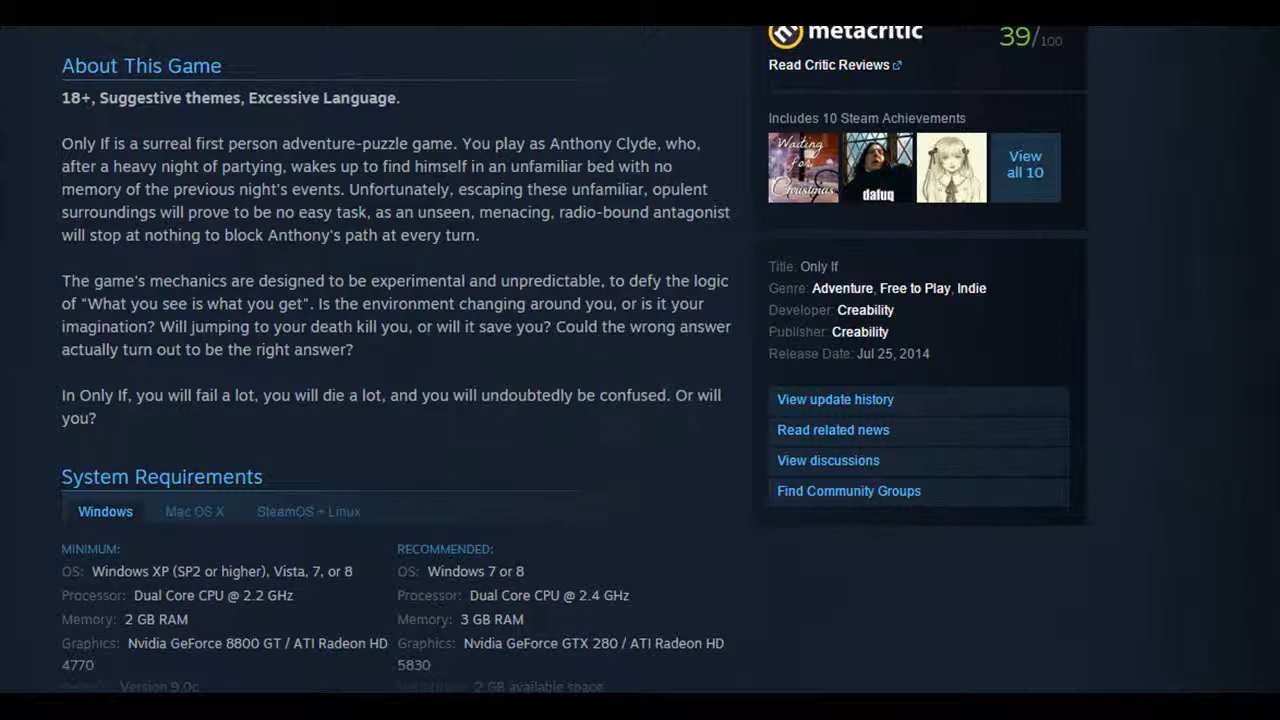 About This Game
18+, Suggestive themes, Excessive Language.
Only If is a surreal first person adventure-puzzle game. You play as Anthony Clyde, who,
after a heavy night of partying, wakes up to find himself in an unfamiliar bed with no
memory of the previous night's events. Unfortunately, escaping these unfamiliar, opulent
surroundings will prove to be no easy task, as an unseen, menacing, radio-bound antagonist
will stop at nothing to block Anthony's path at every turn.
The game's mechanics are designed to be experimental and unpredictable, to defy the logic
of "What you see is what you get". Is the environment changing around you, or is it your
imagination? Will jumping to your death kill you, or will it save you? Could the wrong answer
actually turn out to be the right answer?
In Only If, you will fail a lot, you will die a lot, and you will undoubtedly be confused. Or will
you?
System Requirements
Windows Mac OS X SteamOS + Linux
MINIMUM:
OS: Windows XP (SP2 or higher), Vista, 7, or 8
Processor: Dual Core CPU @ 2.2 GHz
Memory: 2 GB RAM
Graphics: Nvidia GeForce 8800 GT / ATI Radeon HD
4770
Version 9.0c
RECOMMENDED:
OS: Windows 7 or 8
Processor: Dual Core CPU @ 2.4 GHz
Memory: 3 GB RAM
Graphics: Nvidia GeForce GTX 280 / ATI Radeon HD
5830
2 GB available space
metacritic 39/100
Read Critic Reviews
Includes 10 Steam Achievements
Waiting
For
Christmas
dafuq
View
all 10
Title: Only If
Genre: Adventure, Free to Play, Indie
Developer: Creability
Publisher: Creability
Release Date: Jul 25, 2014
View update history
Read related news
View discussions
Find Community Groups